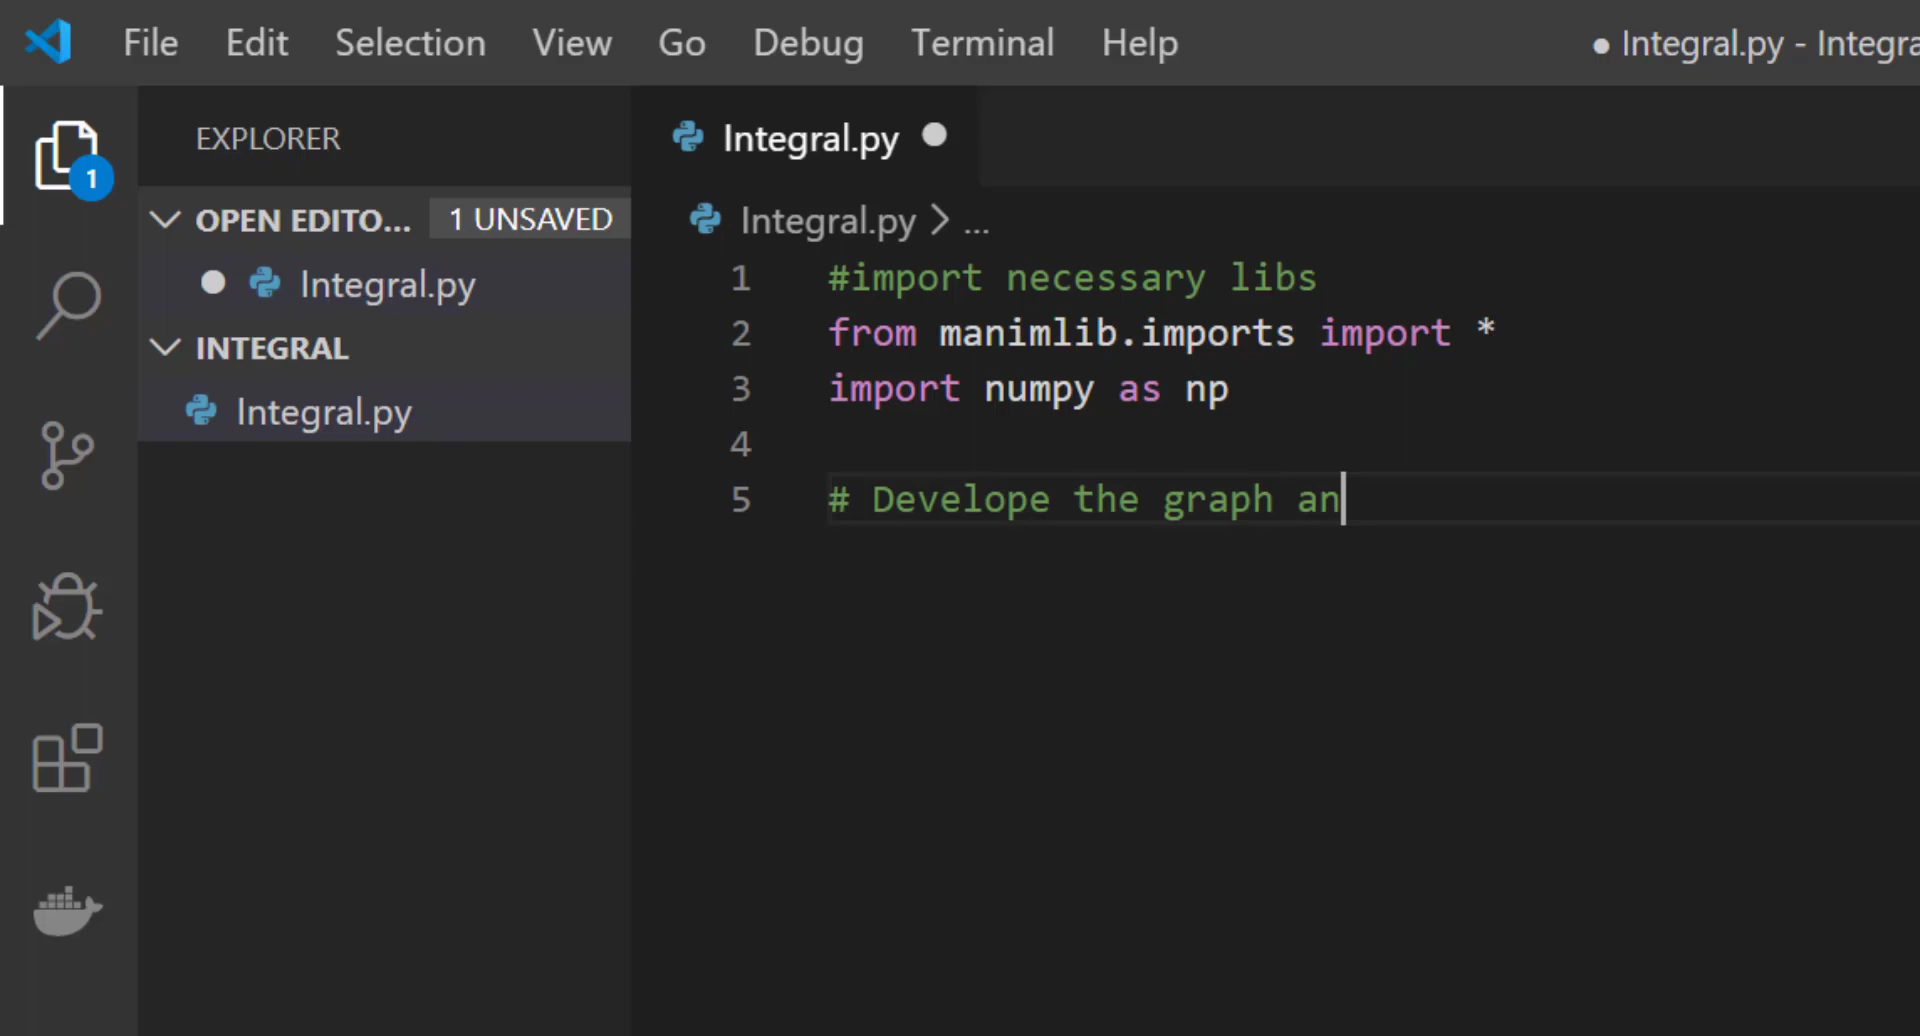 File Edit Selection View Go Debug Terminal Help ● Integral.py - Integra
EXPLORER
1
OPEN EDITO... 1 UNSAVED
Integral.py
INTEGRAL
Integral.py
Integral.py
Integral.py > ...
1 #import necessary libs
2 from manimlib.imports import *
3 import numpy as np
4
5 # Develope the graph an